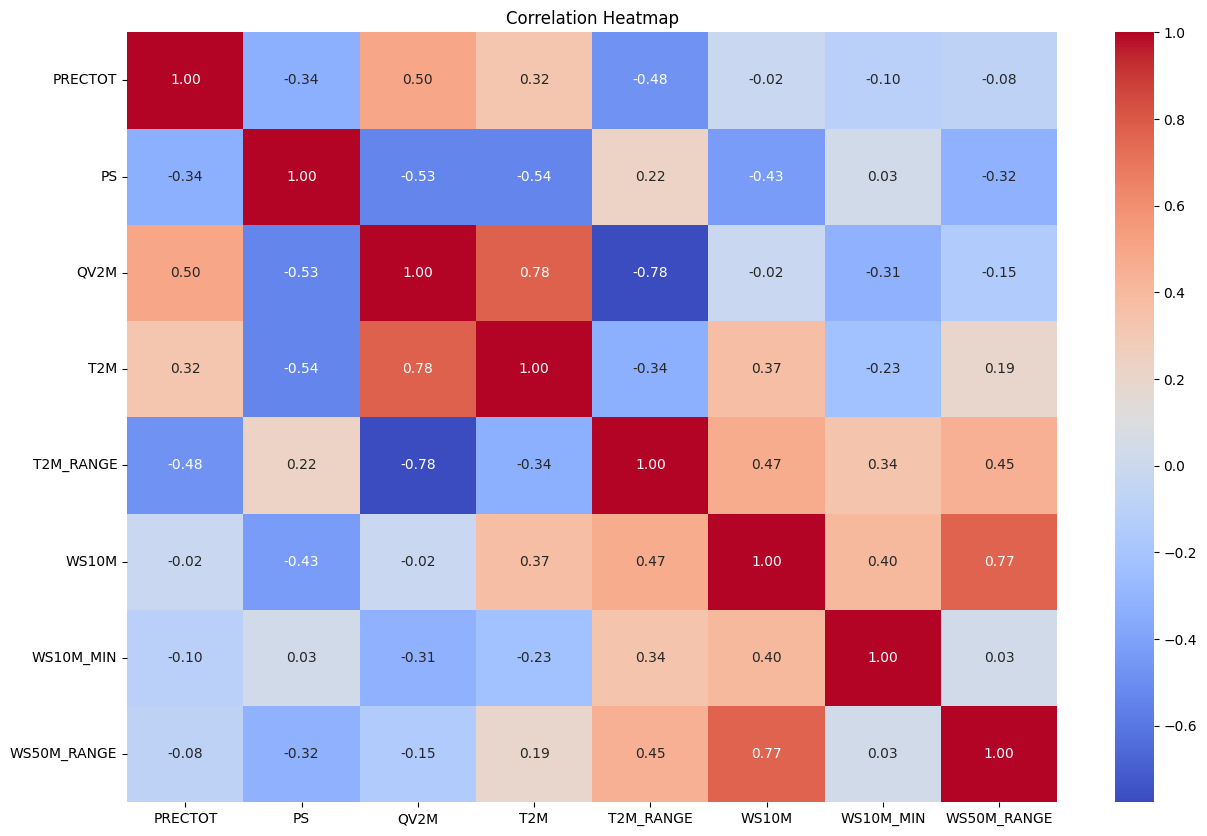 Correlation Heatmap
PRECTOT 1.00 -0.34 0.50 0.32 -0.48 -0.02 -0.10 -0.08
PS -0.34 1.00 -0.53 -0.54 0.22 -0.43 0.03 -0.32
QV2M 0.50 -0.53 1.00 0.78 -0.78 -0.02 -0.31 -0.15
T2M 0.32 -0.54 0.78 1.00 -0.34 0.37 -0.23 0.19
T2M_RANGE -0.48 0.22 -0.78 -0.34 1.00 0.47 0.34 0.45
WS10M -0.02 -0.43 -0.02 0.37 0.47 1.00 0.40 0.77
WS10M_MIN -0.10 0.03 -0.31 -0.23 0.34 0.40 1.00 0.03
WS50M_RANGE -0.08 -0.32 -0.15 0.19 0.45 0.77 0.03 1.00
PRECTOT PS QV2M T2M T2M_RANGE WS10M WS10M_MIN WS50M_RANGE
1.0
0.8
0.6
0.4
0.2
0.0
−0.2
−0.4
−0.6